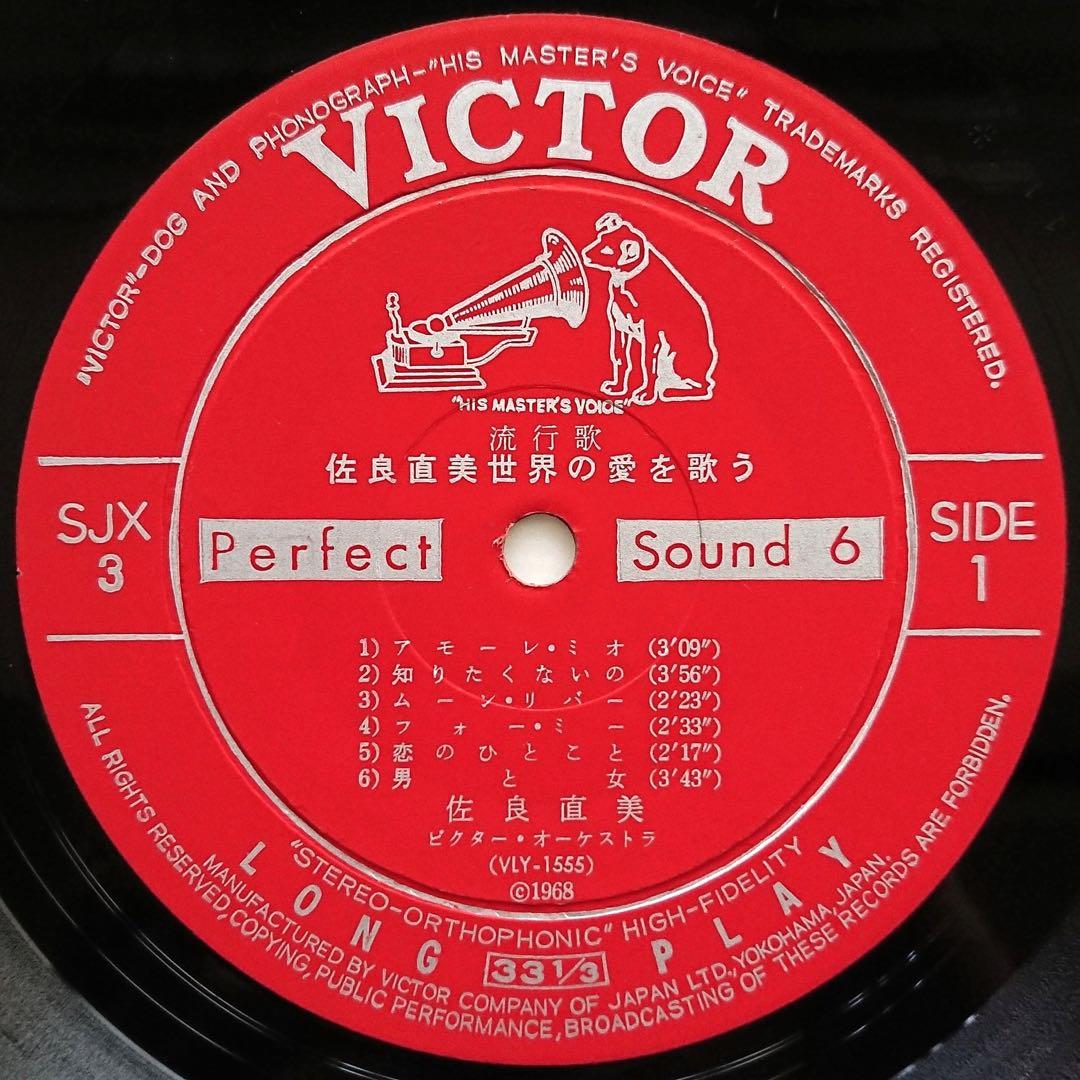 "VICTOR"-DOG AND PHONOGRAPH-"HIS MASTER'S VOICE" TRADEMARKS REGISTERED.
VICTOR
"HIS MASTER'S VOICE"
流行歌
佐良直美世界の愛を歌う
SJX
3
Perfect Sound 6
SIDE
1
1) アモーレ・ミオ (3'09")
2) 知りたくないの (3'56")
3) ムーン・リバー (2'23")
4) フォー・ミー (2'33")
5) 恋のひとこと (2'17")
6) 男と女 (3'43")
佐良直美
ビクター・オーケストラ
(VLY-1555)
©1968
"STEREO-ORTHOPHONIC" HIGH-FIDELITY
LONG 33 1/3 PLAY
MANUFACTURED BY VICTOR COMPANY OF JAPAN LTD., YOKOHAMA, JAPAN.
ALL RIGHTS RESERVED, COPYING, PUBLIC PERFORMANCE, BROADCASTING OF THESE RECORDS ARE FORBIDDEN.